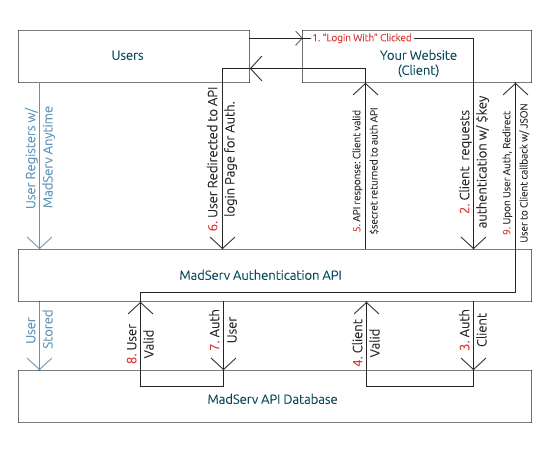 1. "Login With" Clicked
Users
Your Website
(Client)
User Registers w/
MadServ Anytime
6. User Redirected to API
login Page for Auth.
5. API response: Client valid
$secret returned to auth API
2. Client requests
authentication w/ $key
9. Upon User Auth, Redirect
User to Client callback w/ JSON
MadServ Authentication API
User
Stored
8. User
Valid
7. Auth
User
4. Client
Valid
3. Auth
Client
MadServ API Database